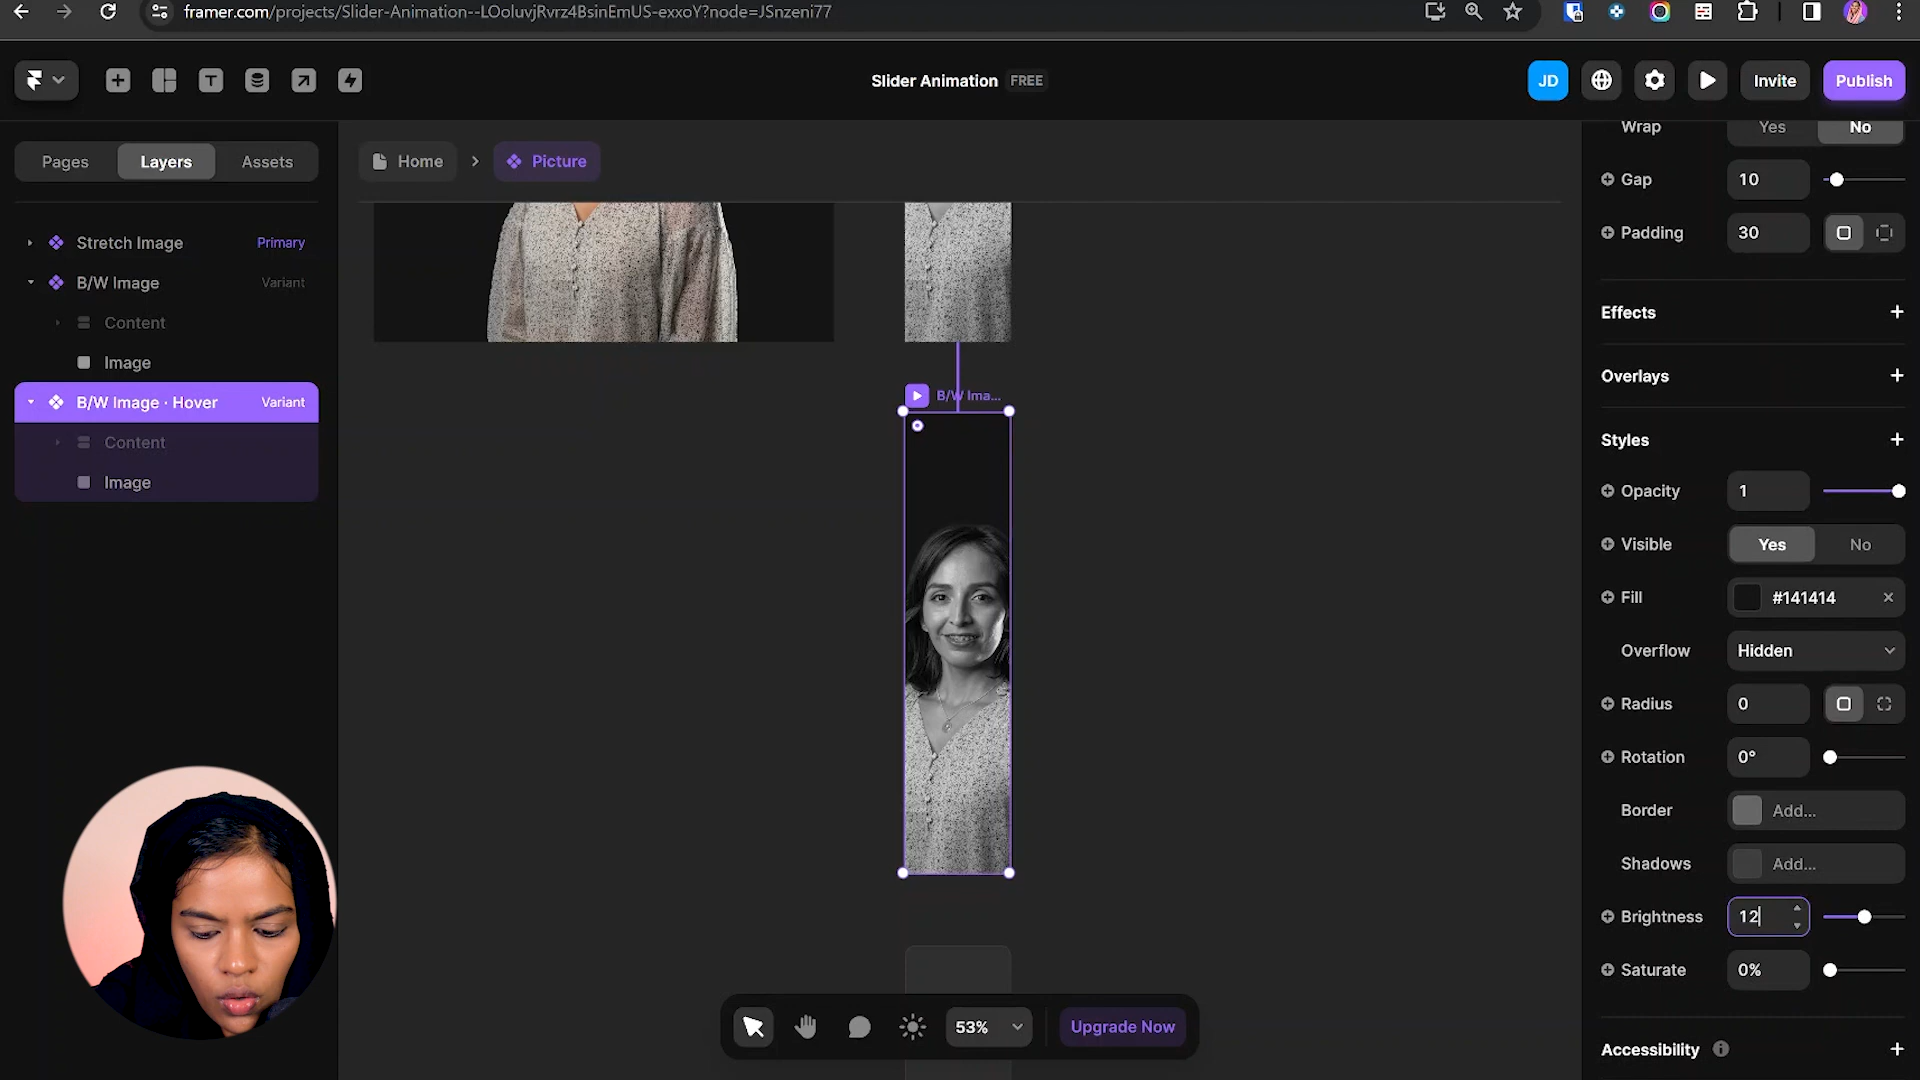 framer.com/projects/Slider-Animation--LOoluvjRvrz4BsinEmUS-exxoY?node=JSnzeni77
T
Slider Animation FREE
JD
Invite
Publish
Pages
Layers
Assets
Home
Picture
Stretch Image Primary
B/W Image Variant
Content
Image
B/W Image · Hover Variant
Content
Image
B/W Ima...
Wrap Yes No
Gap 10
Padding 30
Effects
Overlays
Styles
Opacity 1
Visible Yes No
Fill #141414
Overflow Hidden
Radius 0
Rotation 0°
Border Add...
Shadows Add...
Brightness 12
Saturate 0%
Accessibility
53%
Upgrade Now